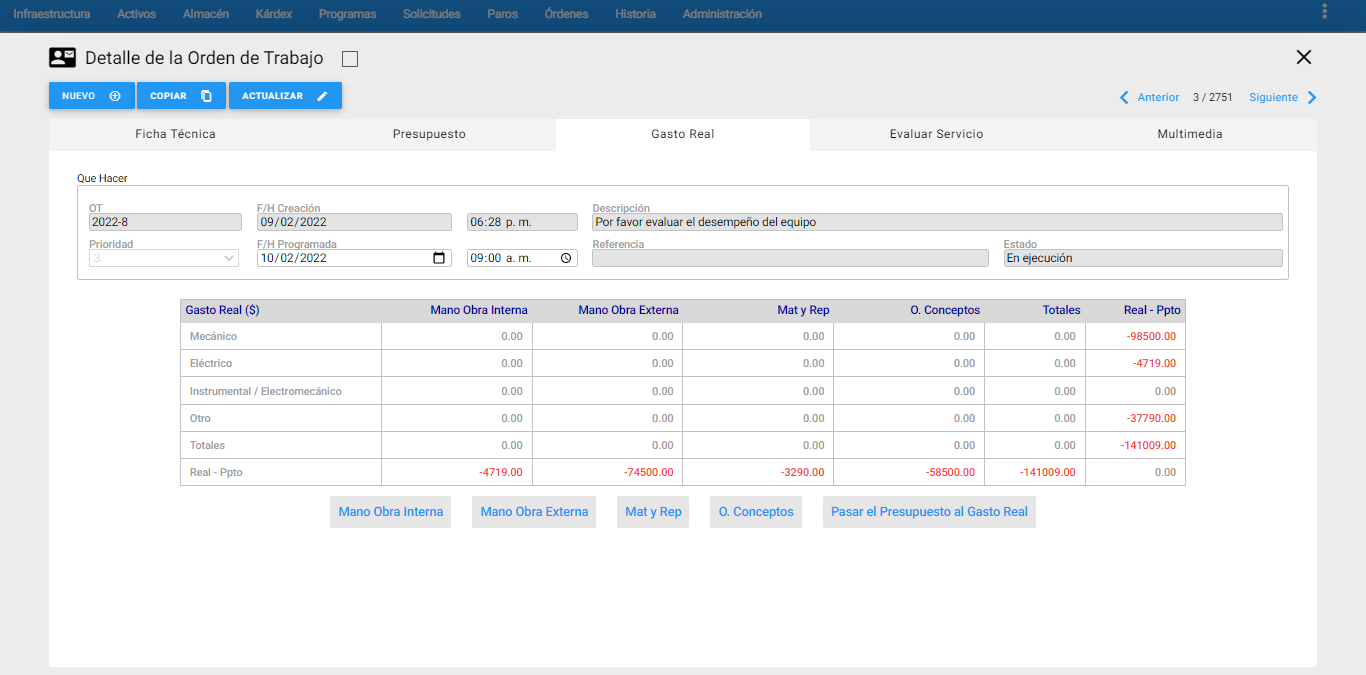 Infraestructura Activos Almacén Kárdex Programas Solicitudes Paros Órdenes Historia Administración
Detalle de la Orden de Trabajo
NUEVO COPIAR ACTUALIZAR
Anterior 3 / 2751 Siguiente
Ficha Técnica Presupuesto Gasto Real Evaluar Servicio Multimedia
Que Hacer
OT F/H Creación Descripción
2022-8 09/02/2022 06:28 p. m. Por favor evaluar el desempeño del equipo
Prioridad F/H Programada Referencia Estado
3 10/02/2022 09:00 a. m. En ejecución
Gasto Real ($) Mano Obra Interna Mano Obra Externa Mat y Rep O. Conceptos Totales Real - Ppto
Mecánico 0.00 0.00 0.00 0.00 0.00 -98500.00
Eléctrico 0.00 0.00 0.00 0.00 0.00 -4719.00
Instrumental / Electromecánico 0.00 0.00 0.00 0.00 0.00 0.00
Otro 0.00 0.00 0.00 0.00 0.00 -37790.00
Totales 0.00 0.00 0.00 0.00 0.00 -141009.00
Real - Ppto -4719.00 -74500.00 -3290.00 -58500.00 -141009.00 0.00
Mano Obra Interna Mano Obra Externa Mat y Rep O. Conceptos Pasar el Presupuesto al Gasto Real